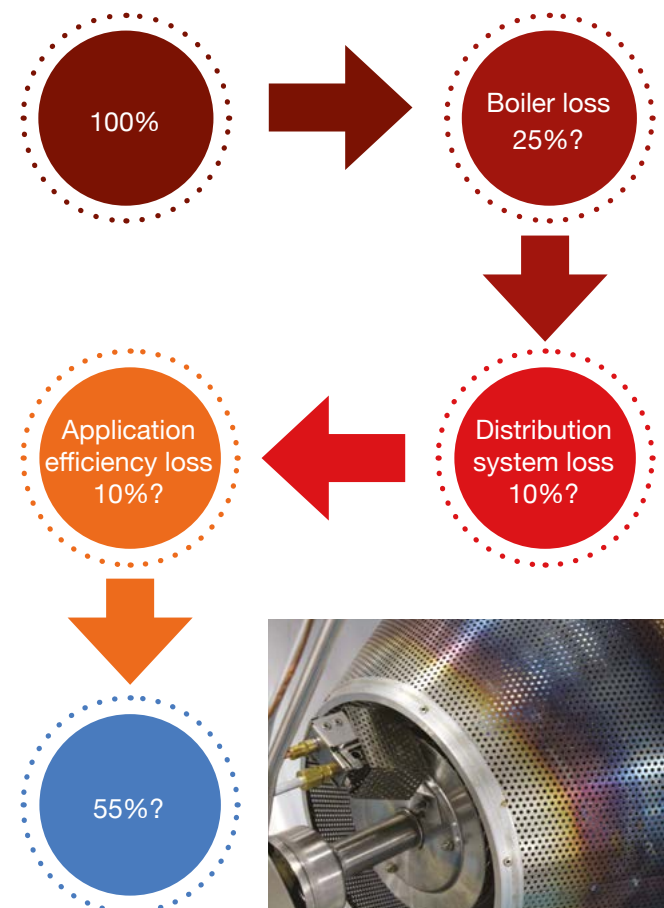 100%
Boiler loss
25%?
Distribution
system loss
10%?
Application
efficiency loss
10%?
55%?